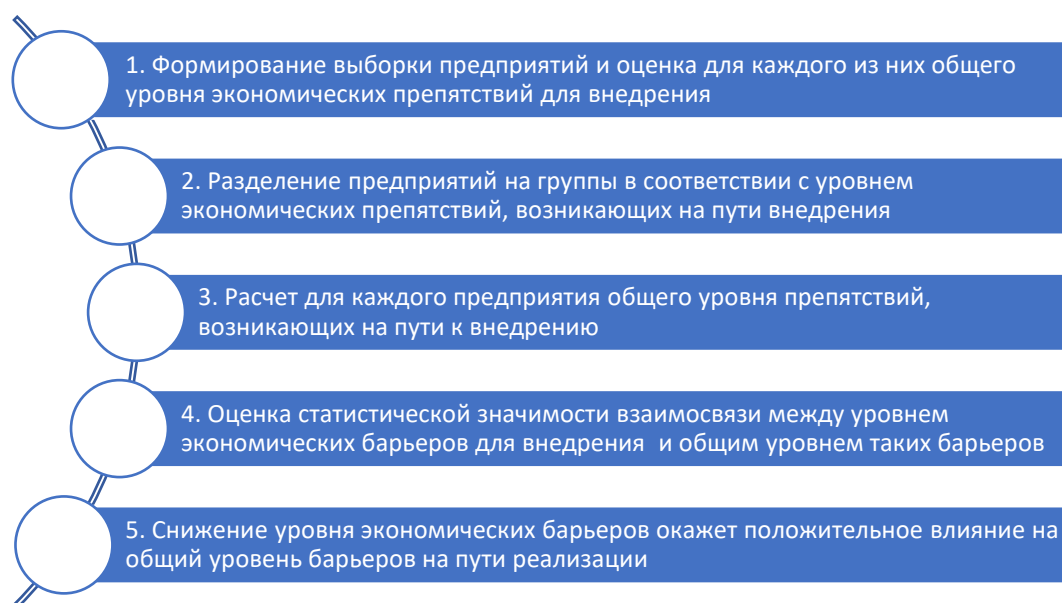 1. Формирование выборки предприятий и оценка для каждого из них общего
уровня экономических препятствий для внедрения
2. Разделение предприятий на группы в соответствии с уровнем
экономических препятствий, возникающих на пути внедрения
3. Расчет для каждого предприятия общего уровня препятствий,
возникающих на пути к внедрению
4. Оценка статистической значимости взаимосвязи между уровнем
экономических барьеров для внедрения  и общим уровнем таких барьеров
5. Снижение уровня экономических барьеров окажет положительное влияние на
общий уровень барьеров на пути реализации